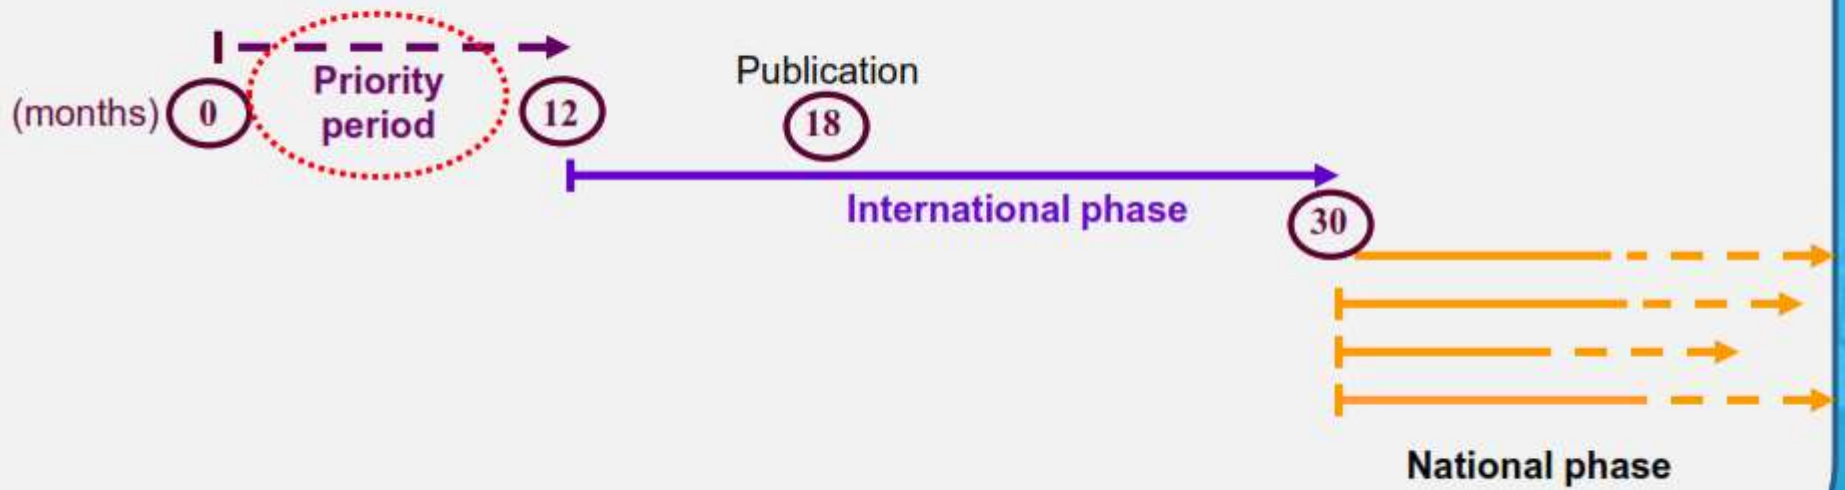 Priority
period
(months)
0
12
Publication
18
International phase
30
National phase